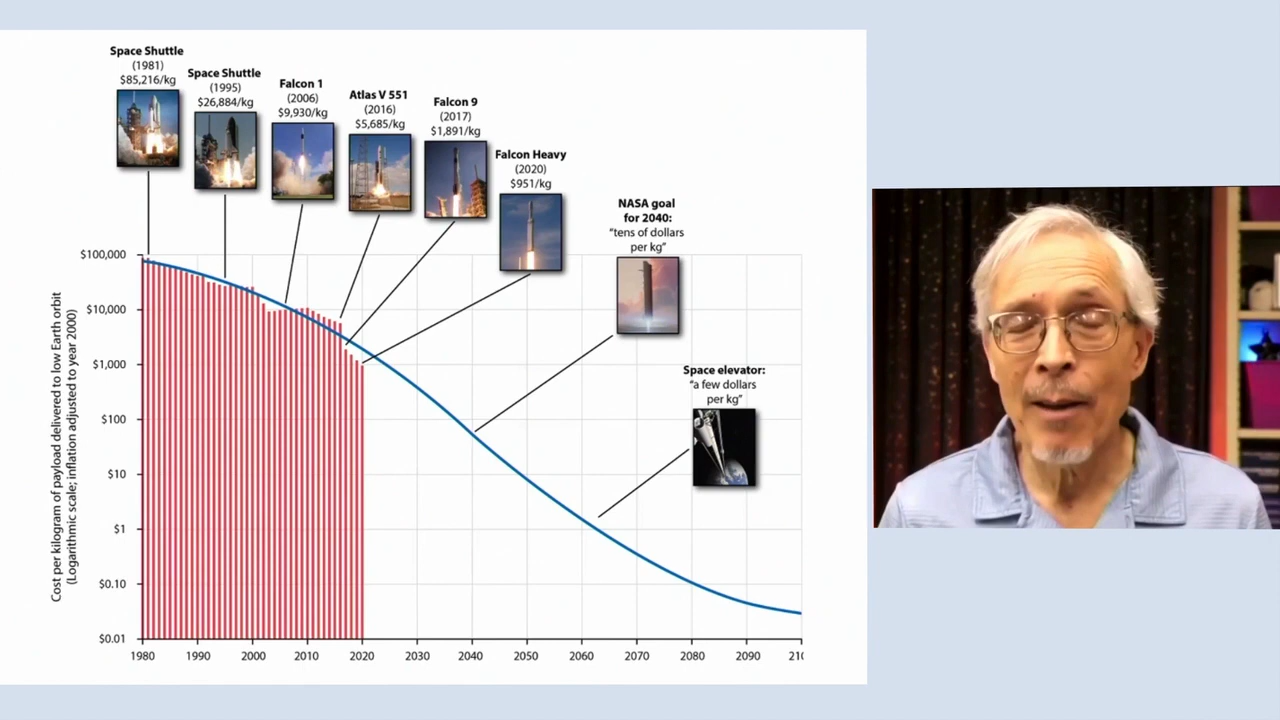 Space Shuttle
(1981)
$85,216/kg
Space Shuttle
(1995)
$26,884/kg
Falcon 1
(2006)
$9,930/kg
Atlas V 551
(2016)
$5,685/kg
Falcon 9
(2017)
$1,891/kg
Falcon Heavy
(2020)
$951/kg
NASA goal
for 2040:
“tens of dollars
per kg”
Space elevator:
“a few dollars
per kg”
Cost per kilogram of payload delivered to low Earth orbit
(Logarithmic scale; inflation adjusted to year 2000)
$100,000
$10,000
$1,000
$100
$10
$1
$0.10
$0.01
1980 1990 2000 2010 2020 2030 2040 2050 2060 2070 2080 2090 210